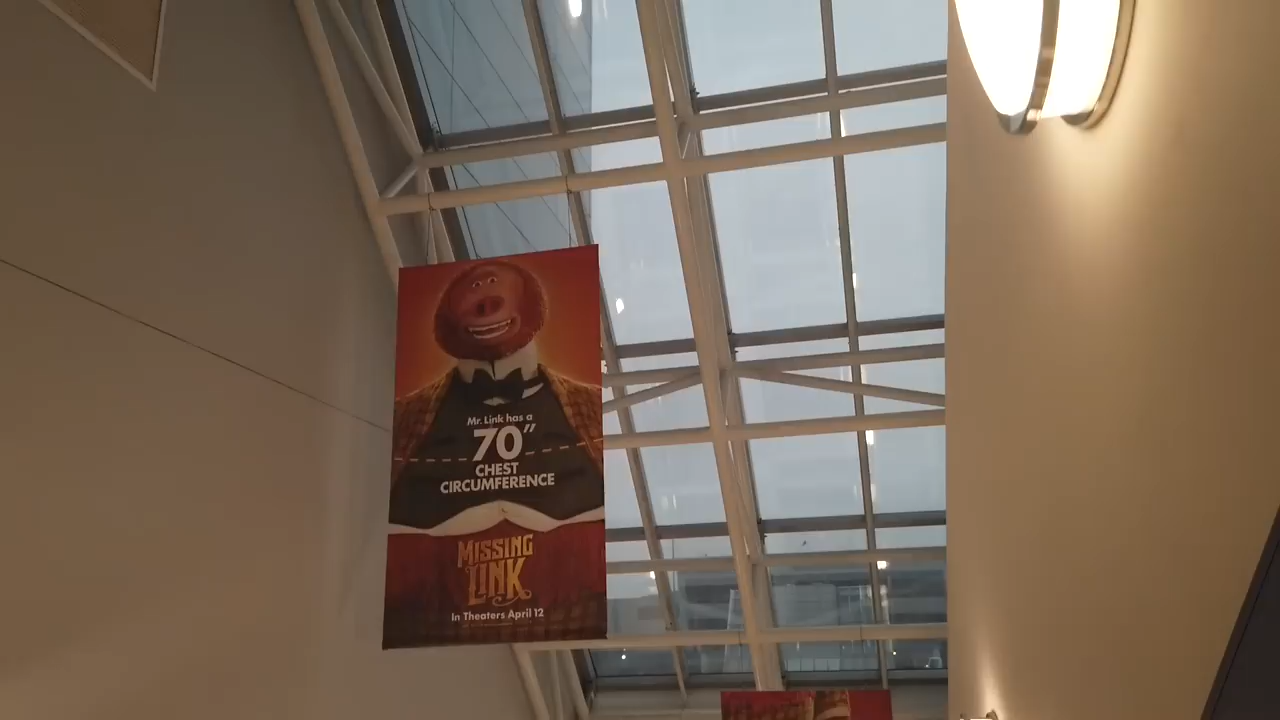 Mr. Link has a
70"
CHEST
CIRCUMFERENCE
MISSING
LINK
In Theaters April 12